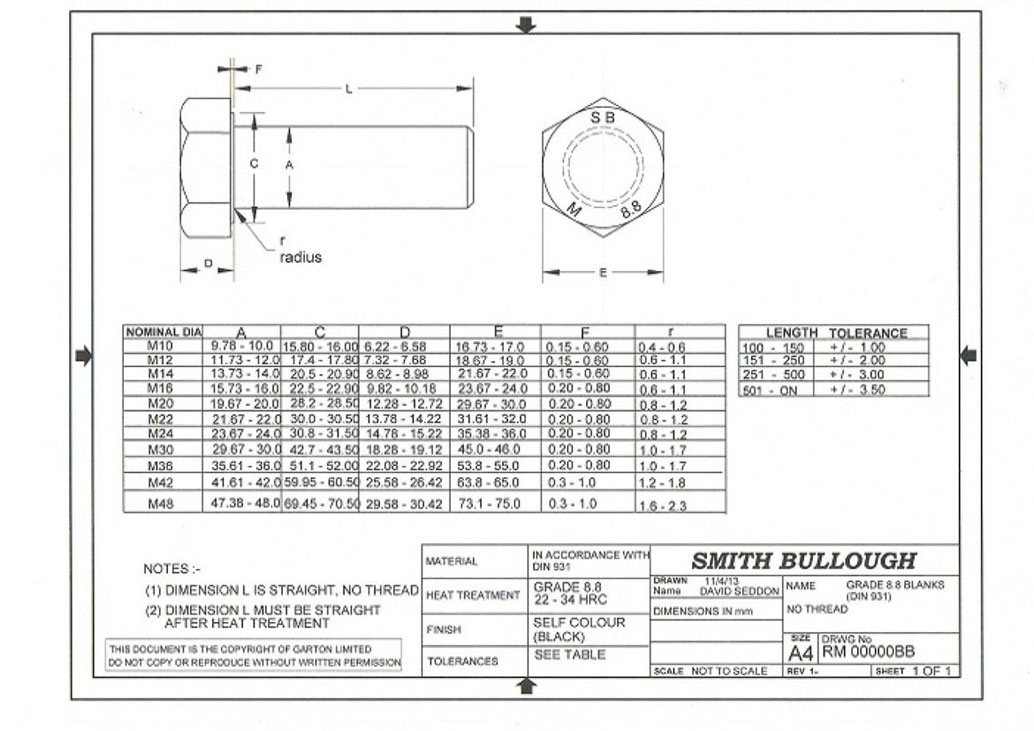 F
L
C
A
r
radius
D
S B
M 8.8
E
NOMINAL DIA A C D E F r
M10 9.78 - 10.0 15.80 - 16.00 6.22 - 6.58 16.73 - 17.0 0.15 - 0.60 0.4 - 0.6
M12 11.73 - 12.0 17.4 - 17.80 7.32 - 7.68 18.67 - 19.0 0.15 - 0.60 0.6 - 1.1
M14 13.73 - 14.0 20.5 - 20.90 8.62 - 8.98 21.67 - 22.0 0.15 - 0.60 0.6 - 1.1
M16 15.73 - 16.0 22.5 - 22.90 9.82 - 10.18 23.67 - 24.0 0.20 - 0.80 0.6 - 1.1
M20 19.67 - 20.0 28.2 - 28.50 12.28 - 12.72 29.67 - 30.0 0.20 - 0.80 0.8 - 1.2
M22 21.67 - 22.0 30.0 - 30.50 13.78 - 14.22 31.61 - 32.0 0.20 - 0.80 0.8 - 1.2
M24 23.67 - 24.0 30.8 - 31.50 14.78 - 15.22 35.38 - 36.0 0.20 - 0.80 0.8 - 1.2
M30 29.67 - 30.0 42.7 - 43.50 18.28 - 19.12 45.0 - 46.0 0.20 - 0.80 1.0 - 1.7
M36 35.61 - 36.0 51.1 - 52.00 22.08 - 22.92 53.8 - 55.0 0.20 - 0.80 1.0 - 1.7
M42 41.61 - 42.0 59.95 - 60.50 25.58 - 26.42 63.8 - 65.0 0.3 - 1.0 1.2 - 1.8
M48 47.38 - 48.0 69.45 - 70.50 29.58 - 30.42 73.1 - 75.0 0.3 - 1.0 1.6 - 2.3
LENGTH TOLERANCE
100 - 150 +/- 1.00
151 - 250 +/- 2.00
251 - 500 +/- 3.00
501 - ON +/- 3.50
NOTES :-
(1) DIMENSION L IS STRAIGHT, NO THREAD
(2) DIMENSION L MUST BE STRAIGHT
AFTER HEAT TREATMENT
THIS DOCUMENT IS THE COPYRIGHT OF GARTON LIMITED
DO NOT COPY OR REPRODUCE WITHOUT WRITTEN PERMISSION
MATERIAL IN ACCORDANCE WITH
DIN 931
HEAT TREATMENT GRADE 8.8
22 - 34 HRC
FINISH SELF COLOUR
(BLACK)
TOLERANCES SEE TABLE
SMITH BULLOUGH
DRAWN 11/4/13
Name DAVID SEDDON
DIMENSIONS IN mm
NAME GRADE 8.8 BLANKS
(DIN 931)
NO THREAD
SIZE A4
DRWG No
RM 00000BB
SCALE NOT TO SCALE REV 1- SHEET 1 OF 1